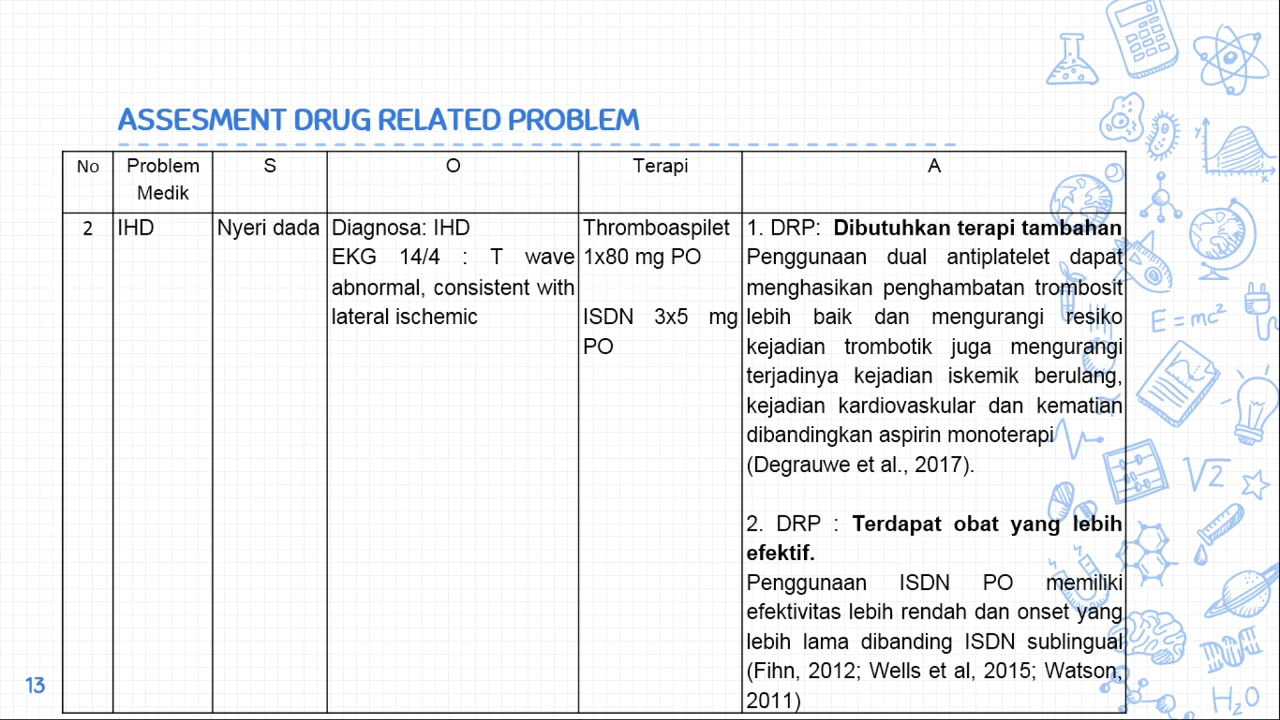 ASSESMENT DRUG RELATED PROBLEM
No
Problem
Medik
S
O
Terapi
A
2
IHD
Nyeri dada
Diagnosa: IHD
EKG 14/4 : T wave
abnormal, consistent with
lateral ischemic
Thromboaspilet
1x80 mg PO
ISDN 3x5 mg
PO
1. DRP: Dibutuhkan terapi tambahan
Penggunaan dual antiplatelet dapat
menghasikan penghambatan trombosit
lebih baik dan mengurangi resiko
kejadian trombotik juga mengurangi
terjadinya kejadian iskemik berulang,
kejadian kardiovaskular dan kematian
dibandingkan aspirin monoterapi
(Degrauwe et al., 2017).
2. DRP : Terdapat obat yang lebih
efektif.
Penggunaan ISDN PO memiliki
efektivitas lebih rendah dan onset yang
lebih lama dibanding ISDN sublingual
(Fihn, 2012; Wells et al, 2015; Watson,
2011)
13
y
x
E=mc²
√2
H₂O